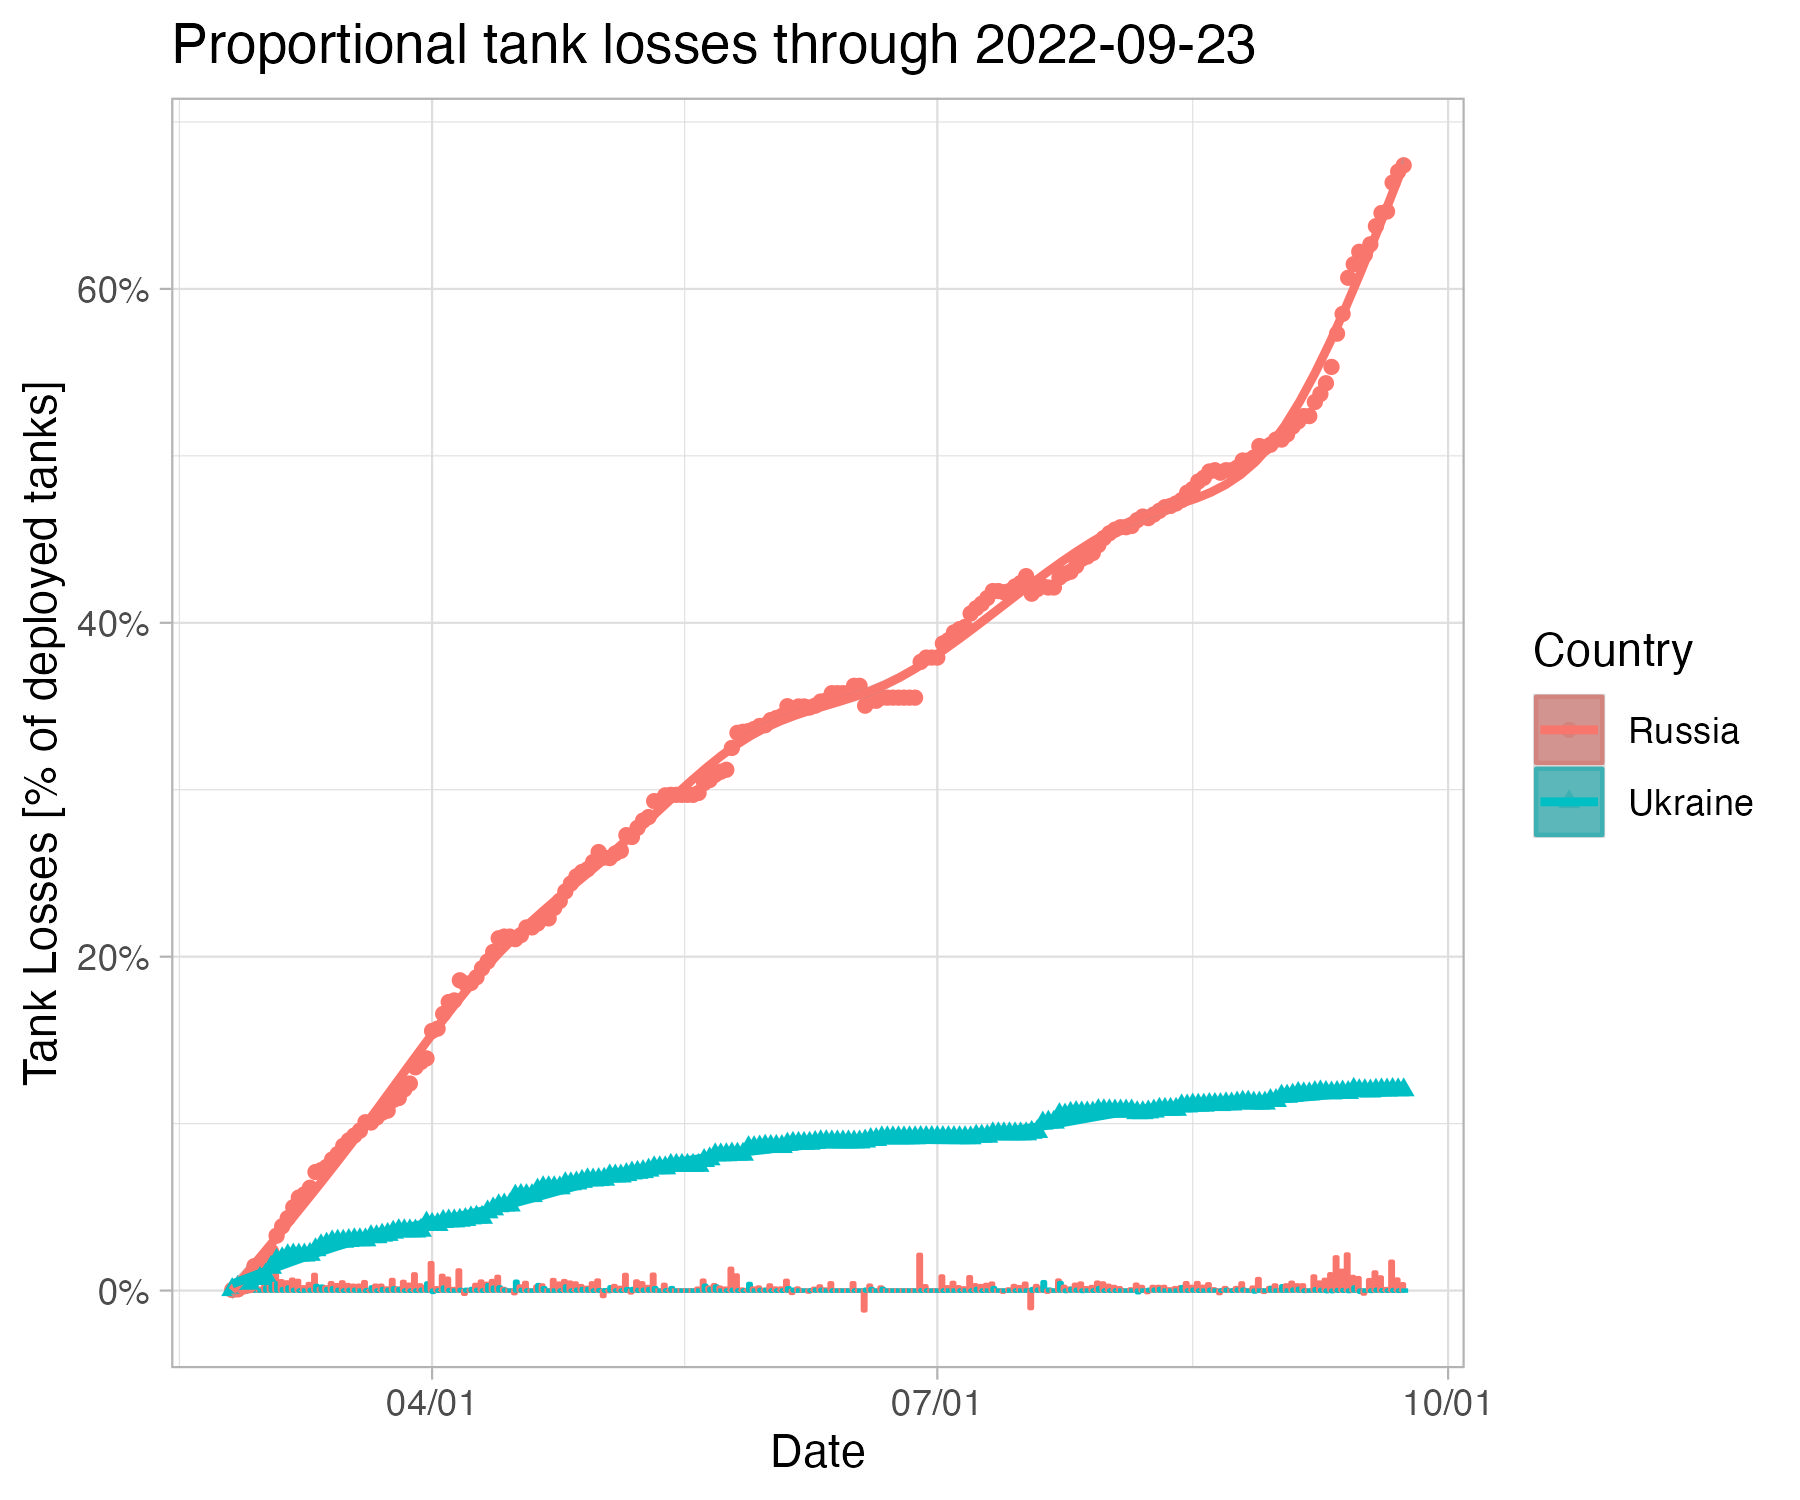 Proportional tank losses through 2022-09-23
Tank Losses [% of deployed tanks]
60%
40%
20%
0%
04/01
07/01
10/01
Date
Country
Russia
Ukraine